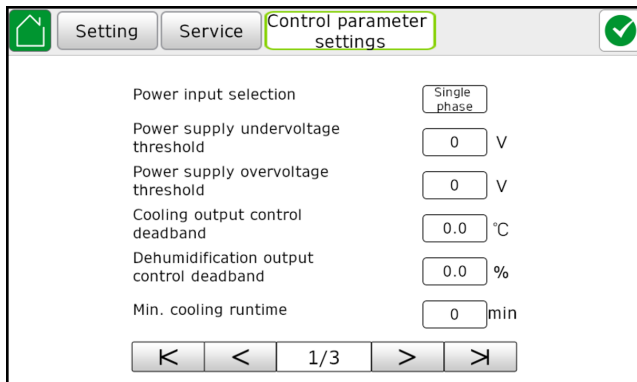 Setting
Service
Control parameter
settings
Power input selection
Single
phase
Power supply undervoltage
threshold
0 V
Power supply overvoltage
threshold
0 V
Cooling output control
deadband
0.0 ℃
Dehumidification output
control deadband
0.0 %
Min. cooling runtime
0 min
1/3